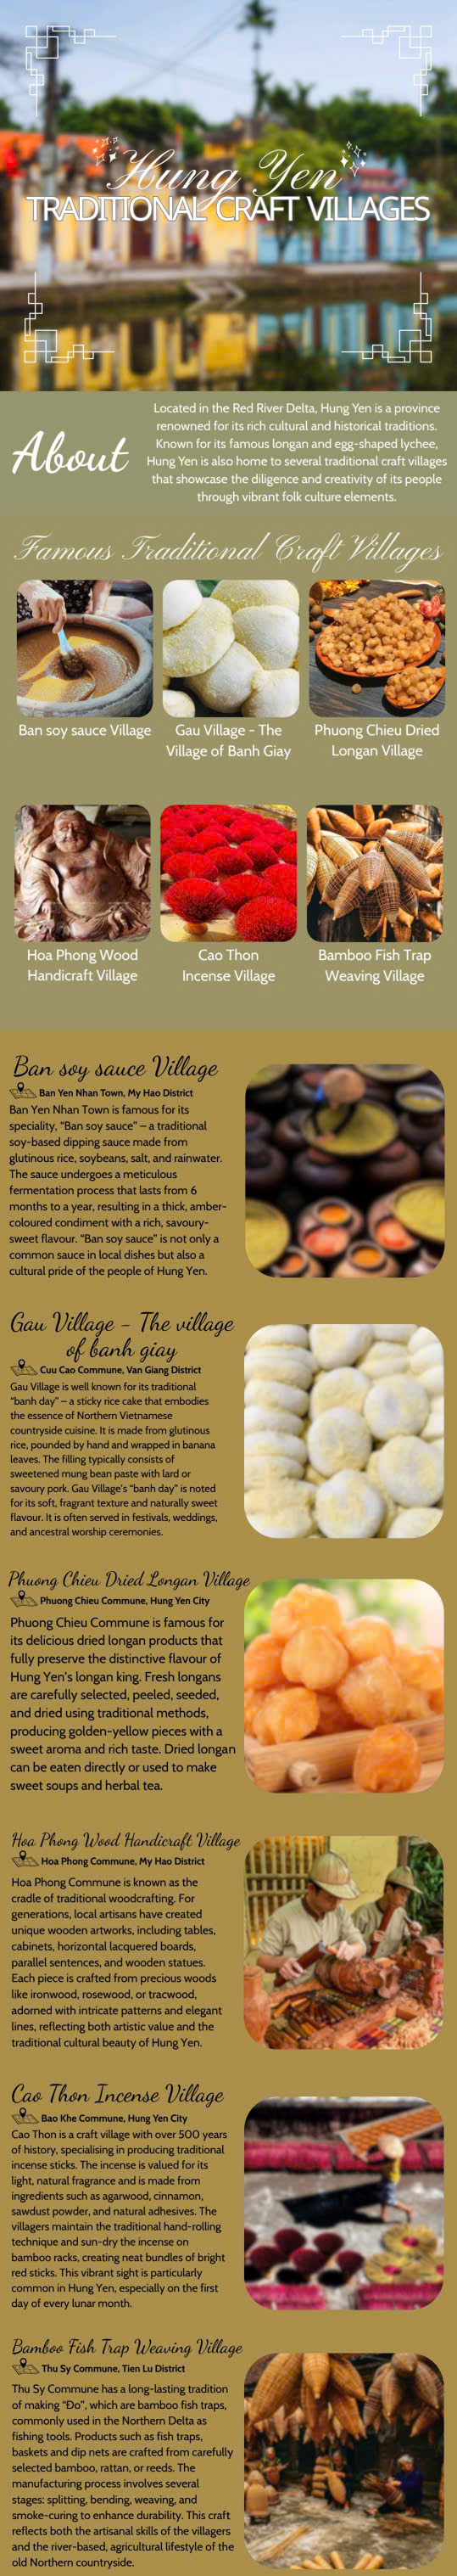 Hung Yen
TRADITIONAL CRAFT VILLAGES
About
Located in the Red River Delta, Hung Yen is a province
renowned for its rich cultural and historical traditions.
Known for its famous longan and egg-shaped lychee,
Hung Yen is also home to several traditional craft villages
that showcase the diligence and creativity of its people
through vibrant folk culture elements.
Famous Traditional Craft Villages
Ban soy sauce Village
Gau Village - The
Village of Banh Giay
Phuong Chieu Dried
Longan Village
Hoa Phong Wood
Handicraft Village
Cao Thon
Incense Village
Bamboo Fish Trap
Weaving Village
Ban soy sauce Village
Ban Yen Nhan Town, My Hao District
Ban Yen Nhan Town is famous for its
speciality, “Ban soy sauce” – a traditional
soy-based dipping sauce made from
glutinous rice, soybeans, salt, and rainwater.
The sauce undergoes a meticulous
fermentation process that lasts from 6
months to a year, resulting in a thick, amber-
coloured condiment with a rich, savoury-
sweet flavour. “Ban soy sauce” is not only a
common sauce in local dishes but also a
cultural pride of the people of Hung Yen.
Gau Village - The village
of banh giay
Cuu Cao Commune, Van Giang District
Gau Village is well known for its traditional
“banh day” – a sticky rice cake that embodies
the essence of Northern Vietnamese
countryside cuisine. It is made from glutinous
rice, pounded by hand and wrapped in banana
leaves. The filling typically consists of
sweetened mung bean paste with lard or
savoury pork. Gau Village's “banh day” is noted
for its soft, fragrant texture and naturally sweet
flavour. It is often served in festivals, weddings,
and ancestral worship ceremonies.
Phuong Chieu Dried Longan Village
Phuong Chieu Commune, Hung Yen City
Phuong Chieu Commune is famous for
its delicious dried longan products that
fully preserve the distinctive flavour of
Hung Yen's longan king. Fresh longans
are carefully selected, peeled, seeded,
and dried using traditional methods,
producing golden-yellow pieces with a
sweet aroma and rich taste. Dried longan
can be eaten directly or used to make
sweet soups and herbal tea.
Hoa Phong Wood Handicraft Village
Hoa Phong Commune, My Hao District
Hoa Phong Commune is known as the
cradle of traditional woodcrafting. For
generations, local artisans have created
unique wooden artworks, including tables,
cabinets, horizontal lacquered boards,
parallel sentences, and wooden statues.
Each piece is crafted from precious woods
like ironwood, rosewood, or tracwood,
adorned with intricate patterns and elegant
lines, reflecting both artistic value and the
traditional cultural beauty of Hung Yen.
Cao Thon Incense Village
Bao Khe Commune, Hung Yen City
Cao Thon is a craft village with over 500 years
of history, specialising in producing traditional
incense sticks. The incense is valued for its
light, natural fragrance and is made from
ingredients such as agarwood, cinnamon,
sawdust powder, and natural adhesives. The
villagers maintain the traditional hand-rolling
technique and sun-dry the incense on
bamboo racks, creating neat bundles of bright
red sticks. This vibrant sight is particularly
common in Hung Yen, especially on the first
day of every lunar month.
Bamboo Fish Trap Weaving Village
Thu Sy Commune, Tien Lu District
Thu Sy Commune has a long-lasting tradition
of making “Đo”, which are bamboo fish traps,
commonly used in the Northern Delta as
fishing tools. Products such as fish traps,
baskets and dip nets are crafted from carefully
selected bamboo, rattan, or reeds. The
manufacturing process involves several
stages: splitting, bending, weaving, and
smoke-curing to enhance durability. This craft
reflects both the artisanal skills of the villagers
and the river-based, agricultural lifestyle of the
old Northern countryside.